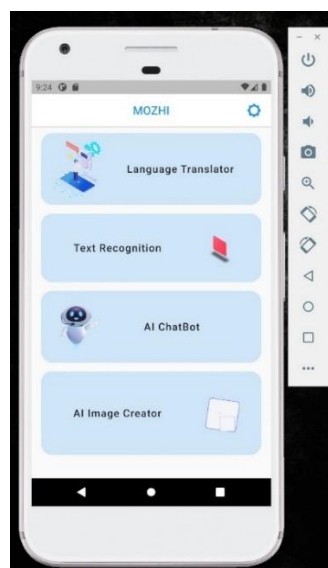 9:24
MOZHI
Language Translator
Text Recognition
AI ChatBot
AI Image Creator